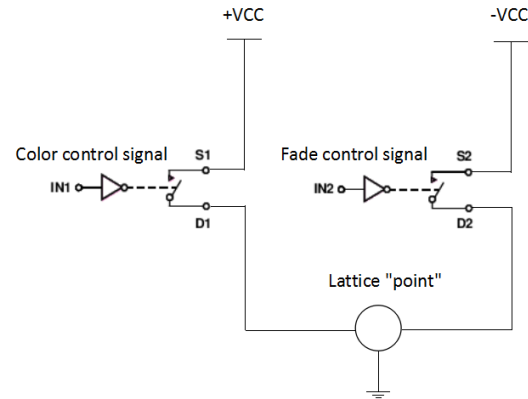 +VCC
-VCC
Color control signal
S1
IN1
D1
Fade control signal
S2
IN2
D2
Lattice "point"